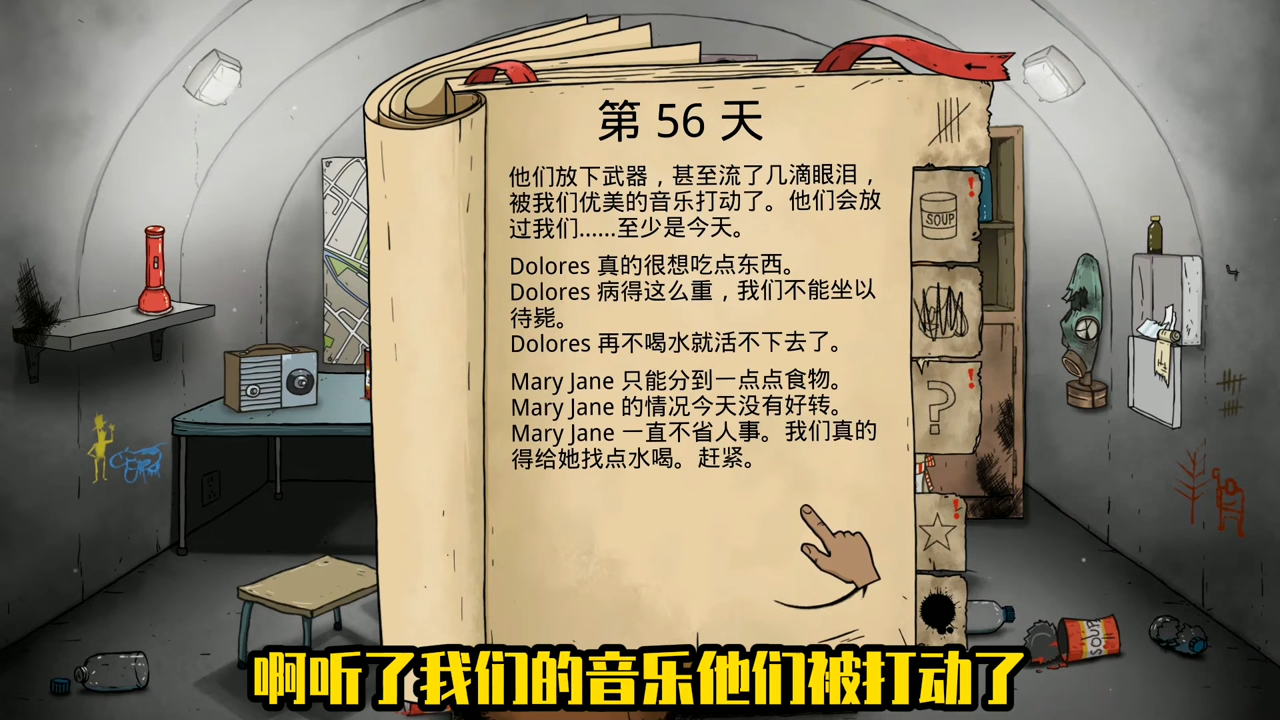 第 56 天
他们放下武器，甚至流了几滴眼泪，
被我们优美的音乐打动了。他们会放
过我们......至少是今天。
Dolores 真的很想吃点东西。
Dolores 病得这么重，我们不能坐以
待毙。
Dolores 再不喝水就活不下去了。
Mary Jane 只能分到一点点食物。
Mary Jane 的情况今天没有好转。
Mary Jane 一直不省人事。我们真的
得给她找点水喝。赶紧。
SOUP
?
SOUP
啊听了我们的音乐他们被打动了